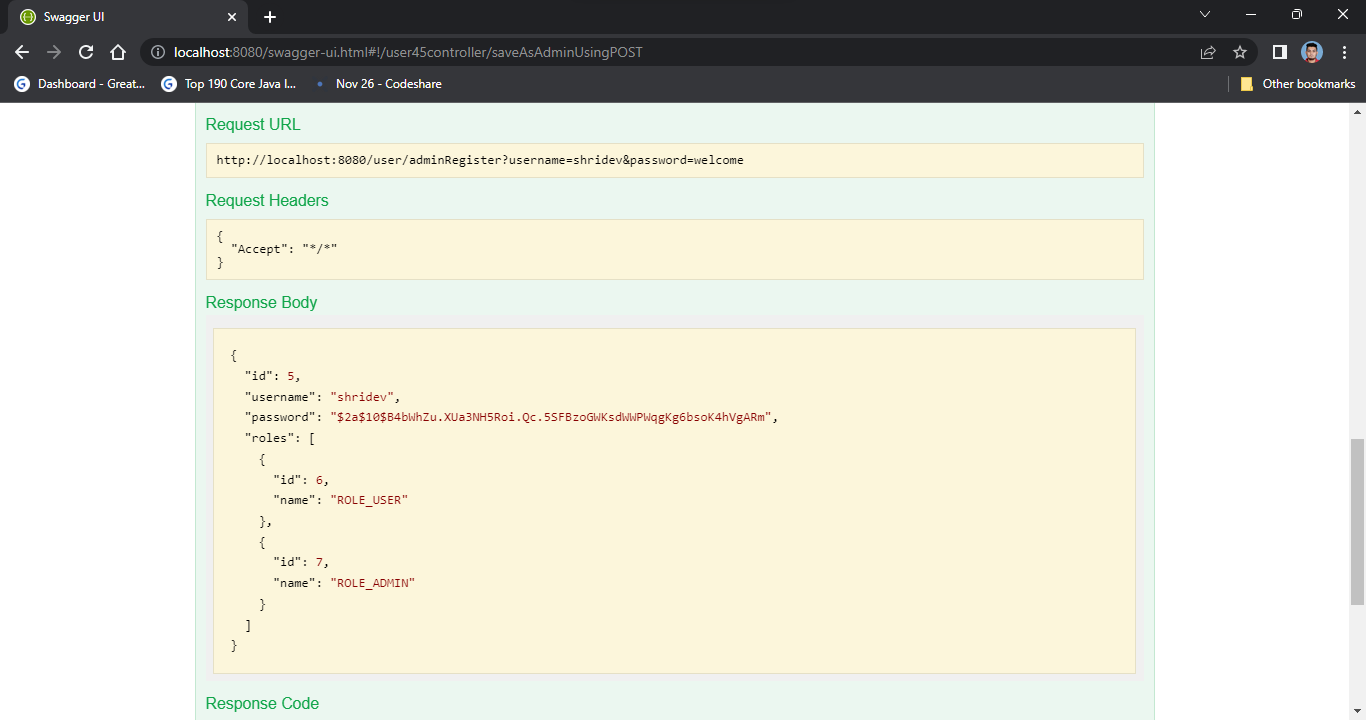 Swagger UI
localhost:8080/swagger-ui.html#!/user45controller/saveAsAdminUsingPOST
Dashboard - Great...
Top 190 Core Java I...
Nov 26 - Codeshare
Other bookmarks
Request URL
http://localhost:8080/user/adminRegister?username=shridev&password=welcome
Request Headers
{
"Accept": "*/*"
}
Response Body
{
"id": 5,
"username": "shridev",
"password": "$2a$10$B4bWhZu.XUa3NH5Roi.Qc.5SFBzoGWKsdWWPWqgKg6bsoK4hVgARm",
"roles": [
{
"id": 6,
"name": "ROLE_USER"
},
{
"id": 7,
"name": "ROLE_ADMIN"
}
]
}
Response Code